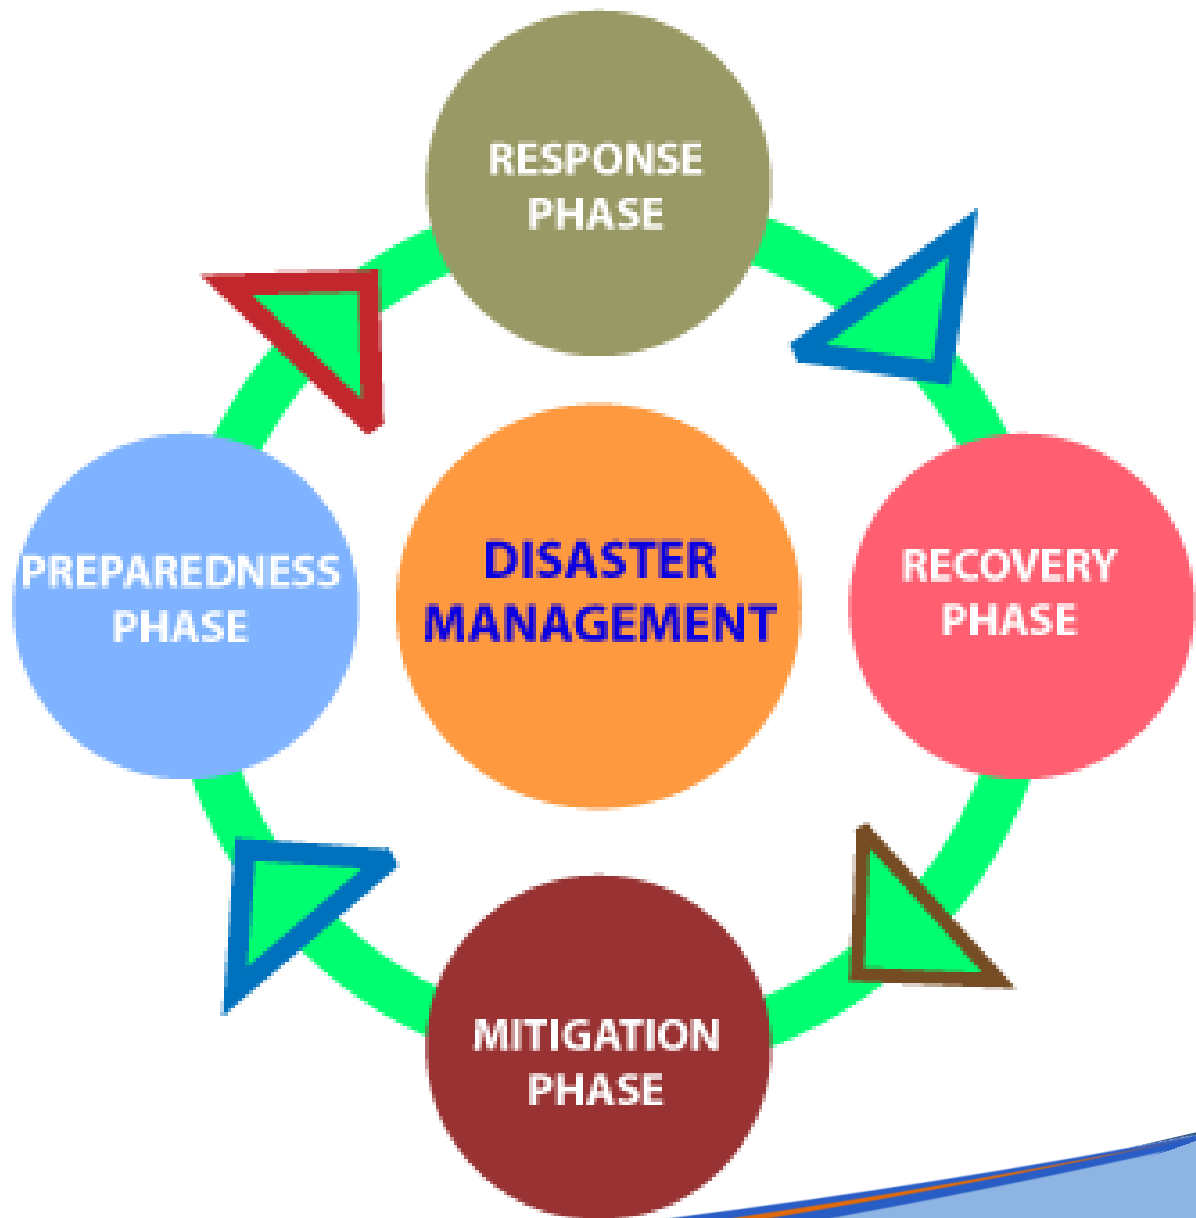 RESPONSE
PHASE
PREPAREDNESS
PHASE
DISASTER
MANAGEMENT
RECOVERY
PHASE
MITIGATION
PHASE